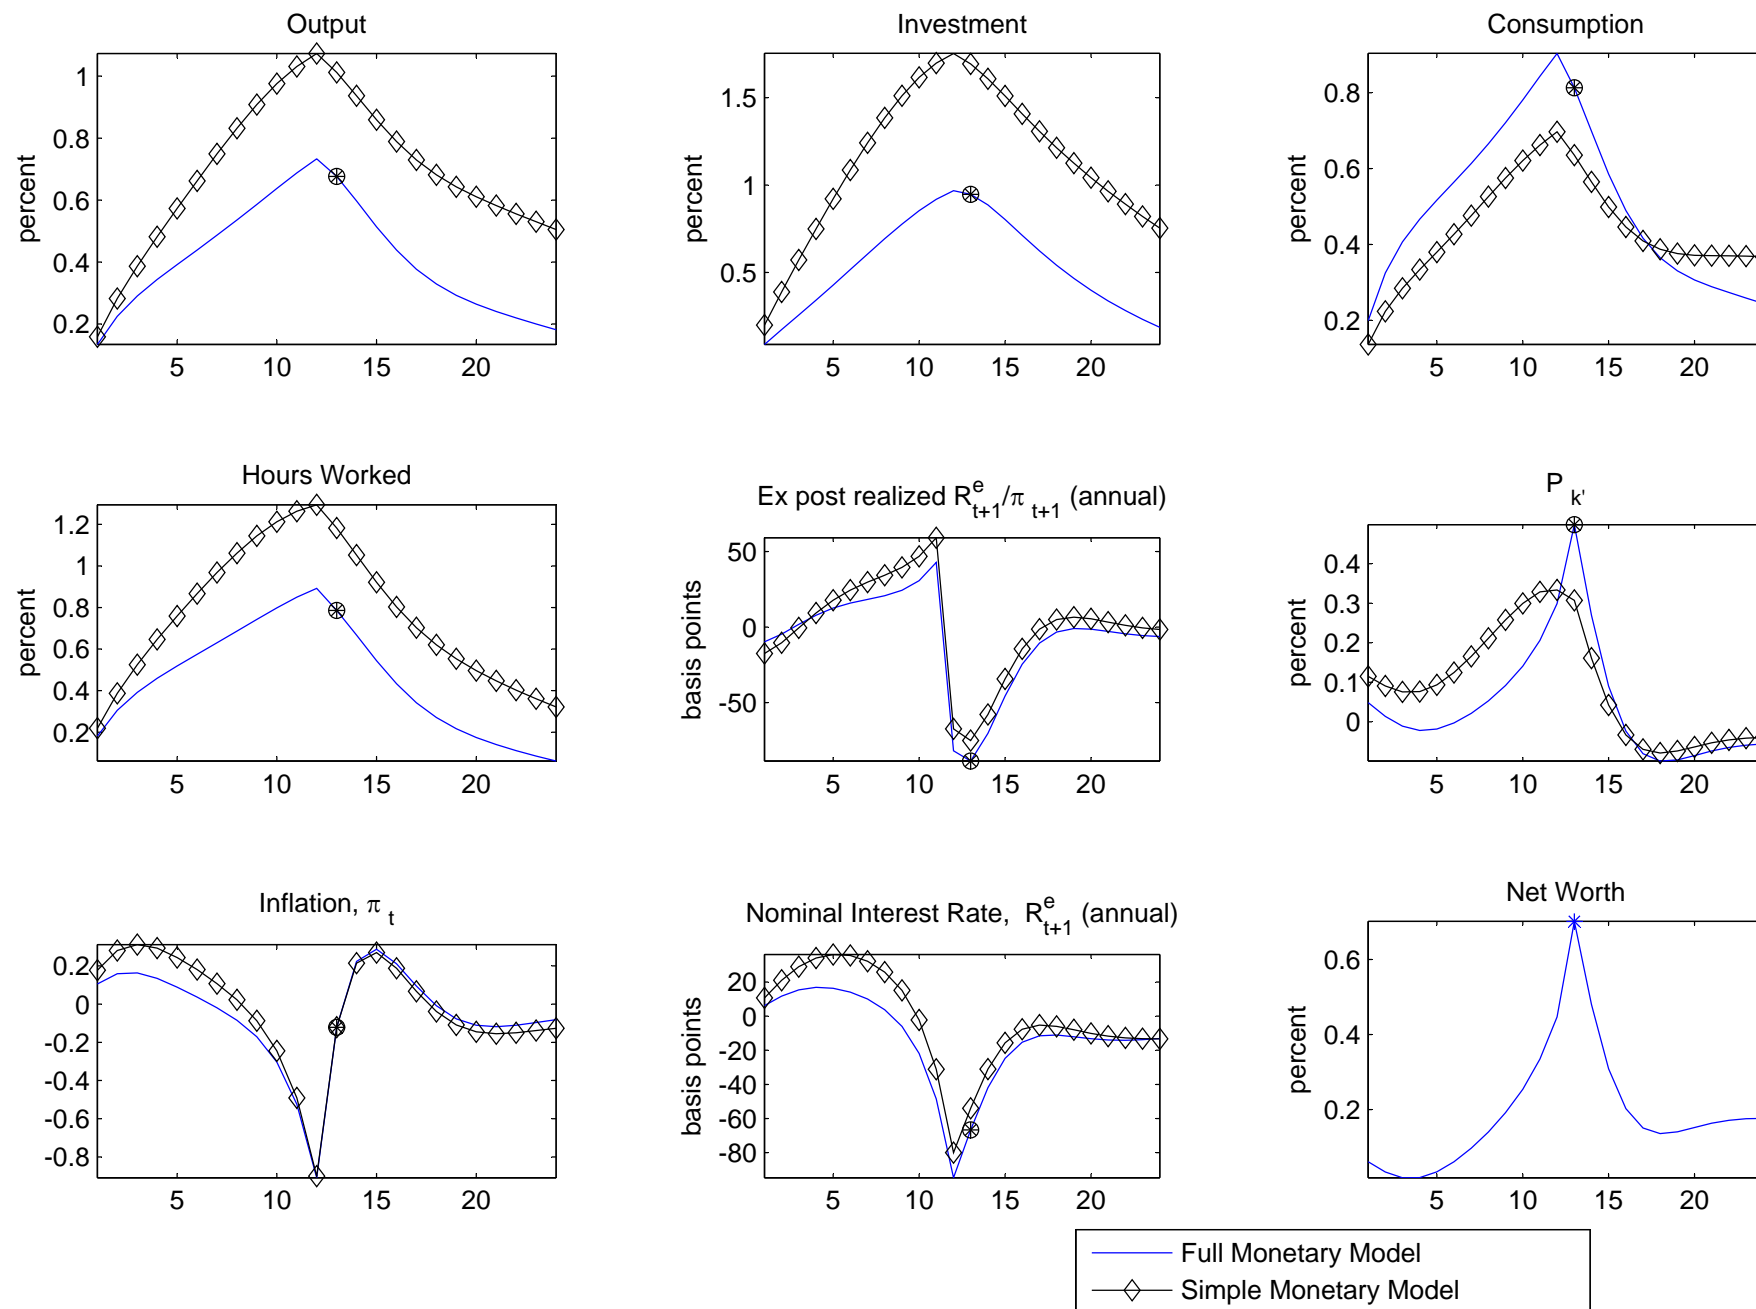 Output
percent
1
0.8
0.6
0.4
0.2
5 10 15 20
Investment
percent
1.5
1
0.5
5 10 15 20
Consumption
percent
0.8
0.6
0.4
0.2
5 10 15 20
Hours Worked
percent
1.2
1
0.8
0.6
0.4
0.2
5 10 15 20
Ex post realized R^e_{t+1}/π_{t+1} (annual)
basis points
50
0
-50
5 10 15 20
P_{k'}
percent
0.4
0.3
0.2
0.1
0
5 10 15 20
Inflation, π_t
0.2
0
-0.2
-0.4
-0.6
-0.8
5 10 15 20
Nominal Interest Rate, R^e_{t+1} (annual)
basis points
20
0
-20
-40
-60
-80
5 10 15 20
Net Worth
percent
0.6
0.4
0.2
5 10 15 20
Full Monetary Model
Simple Monetary Model